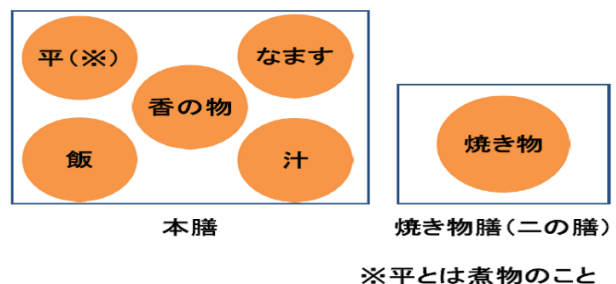 平(※)
なます
香の物
飯
汁
焼き物
本膳
焼き物膳(二の膳)
※平とは煮物のこと